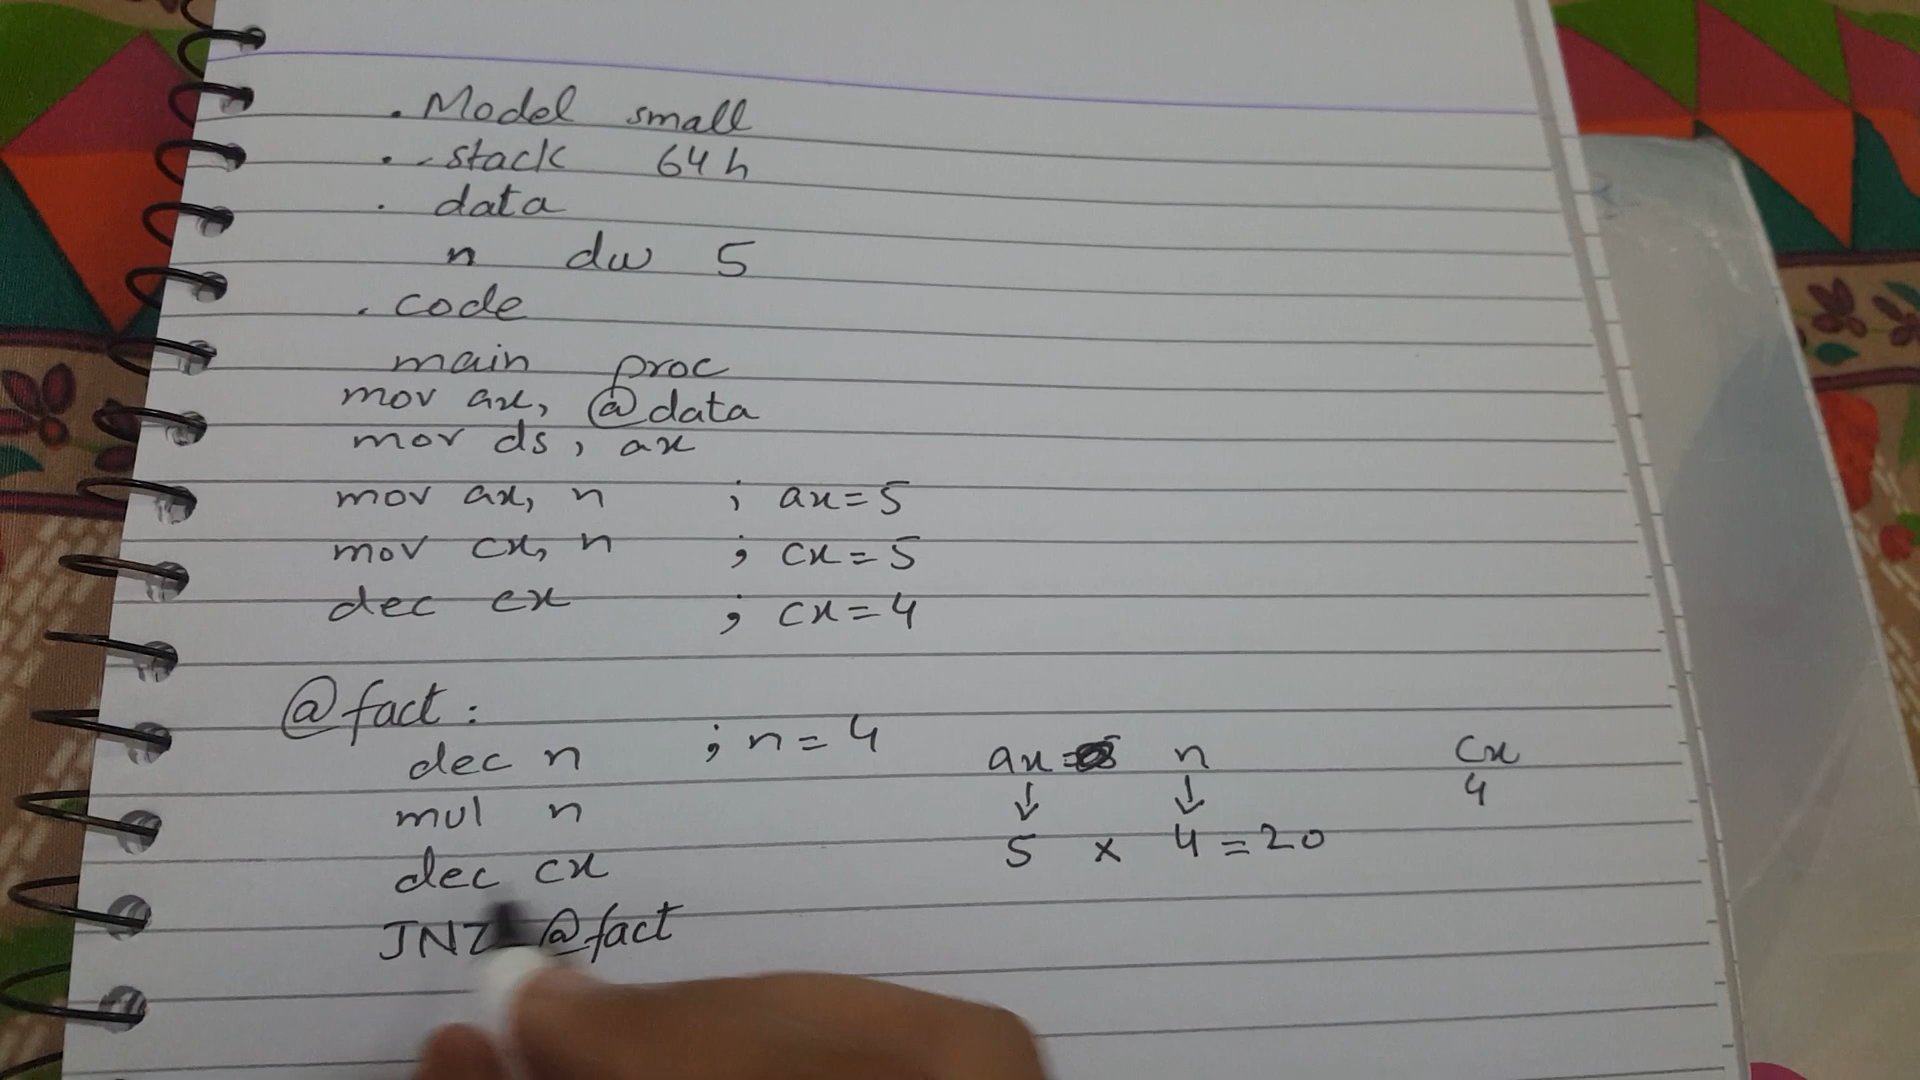 . Model small
. stack 64h
. data
n dw 5
. code
main proc
mov ax, @data
mov ds, ax
mov ax, n ; ax=5
mov cx, n ; cx=5
dec cx ; cx=4
@fact:
dec n ; n=4
mul n
dec cx
JNZ @fact
ax= n cx
↓ ↓ 4
5 x 4 = 20